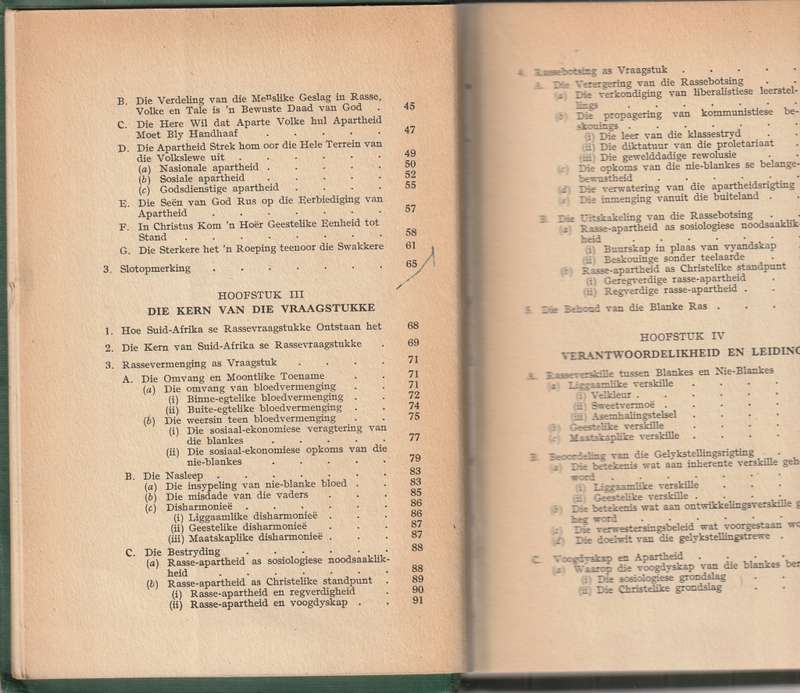 B. Die Verdeling van die Menslike Geslag in Rasse,
Volke en Tale is 'n Bewuste Daad van God . 45
C. Die Here Wil dat Aparte Volke hul Apartheid
Moet Bly Handhaaf . . . . . 47
D. Die Apartheid Strek hom oor die Hele Terrein van
die Volkslewe uit . . . . . . 49
(a) Nasionale apartheid . . . . . 50
(b) Sosiale apartheid . . . . . 52
(c) Godsdienstige apartheid . . . . 55
E. Die Seën van God Rus op die Eerbiediging van
Apartheid . . . . . . . 57
F. In Christus Kom 'n Hoër Geestelike Eenheid tot
Stand . . . . . . . . 58
G. Die Sterkere het 'n Roeping teenoor die Swakkere 61
3. Slotopmerking . . . . . . . 65
HOOFSTUK III
DIE KERN VAN DIE VRAAGSTUKKE
1. Hoe Suid-Afrika se Rassevraagstukke Ontstaan het 68
2. Die Kern van Suid-Afrika se Rassevraagstukke . 69
3. Rassevermenging as Vraagstuk . . . . 71
A. Die Omvang en Moontlike Toename . . . 71
(a) Die omvang van bloedvermenging . . . 71
(i) Binne-egtelike bloedvermenging . . 72
(ii) Buite-egtelike bloedvermenging . . 74
(b) Die weersin teen bloedvermenging . . 75
(i) Die sosiaal-ekonomiese veragtering van
die blankes . . . . . 77
(ii) Die sosiaal-ekonomiese opkoms van die
nie-blankes . . . . . 79
B. Die Nasleep . . . . . . . 83
(a) Die insypeling van nie-blanke bloed . . 83
(b) Die misdade van die vaders . . . 85
(c) Disharmonieë . . . . . . 86
(i) Liggaamlike disharmonieë . . . 86
(ii) Geestelike disharmonieë . . . 87
(iii) Maatskaplike disharmonieë . . . 87
C. Die Bestryding . . . . . . 88
(a) Rasse-apartheid as sosiologiese noodsaaklik-
heid . . . . . . . 88
(b) Rasse-apartheid as Christelike standpunt . 89
(i) Rasse-apartheid en regverdigheid . 90
(ii) Rasse-apartheid en voogdyskap . . 91
4. Rassebotsing as Vraagstuk . . . .
A. Die Verergering van die Rassebotsing . .
(a) Die verkondiging van liberalistiese leerstel-
lings . . . . . . .
(b) Die propagering van kommunistiese be-
skouings . . . . . .
(i) Die leer van die klassestryd . .
(ii) Die diktatuur van die proletariaat .
(iii) Die gewelddadige rewolusie . .
(c) Die opkoms van die nie-blankes se belange-
bewustheid . . . . . .
(d) Die verwatering van die apartheidsrigting
(e) Die inmenging vanuit die buiteland . .
B. Die Uitskakeling van die Rassebotsing . .
(a) Rasse-apartheid as sosiologiese noodsaaklik-
heid . . . . . . .
(i) Buurskap in plaas van vyandskap .
(ii) Beskouinge sonder teelaarde . .
(b) Rasse-apartheid as Christelike standpunt
(i) Geregverdige rasse-apartheid . .
(ii) Regverdige rasse-apartheid . . .
5. Die Behoud van die Blanke Ras . . .
HOOFSTUK IV
VERANTWOORDELIKHEID EN LEIDING
A. Rasseverskille tussen Blankes en Nie-Blankes
(a) Liggaamlike verskille . . . .
(i) Velkleur . . . . . .
(ii) Sweetvermoë . . . . .
(iii) Asemhalingstelsel . . . .
(b) Geestelike verskille . . . . .
(c) Maatskaplike verskille . . . .
B. Beoordeling van die Gelykstellingsrigting .
(a) Die betekenis wat aan inherente verskille geh
word . . . . . . .
(i) Liggaamlike verskille . . .
(ii) Geestelike verskille . . . .
(b) Die betekenis wat aan ontwikkelingsverskille g
heg word . . . . . .
(c) Die verwestersingsbeleid wat voorgestaan wo
(d) Die doelwit van die gelykstellingstrewe .
C. Voogdyskap en Apartheid . . . .
(a) Waarop die voogdyskap van die blankes ber
(i) Die sosiologiese grondslag . .
(ii) Die Christelike grondslag . .